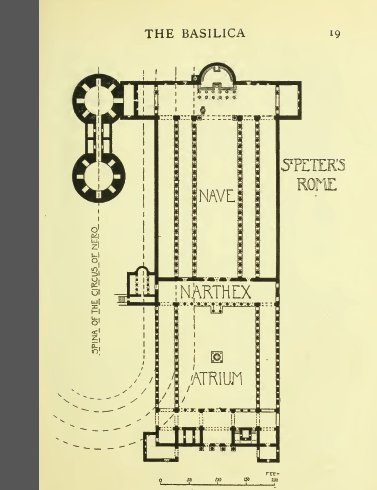 THE BASILICA 19
ST PETER'S
ROME
NAVE
SPINA OF THE CIRCUS OF NERO
NARTHEX
ATRIUM
FEET
0 50 100 150 200